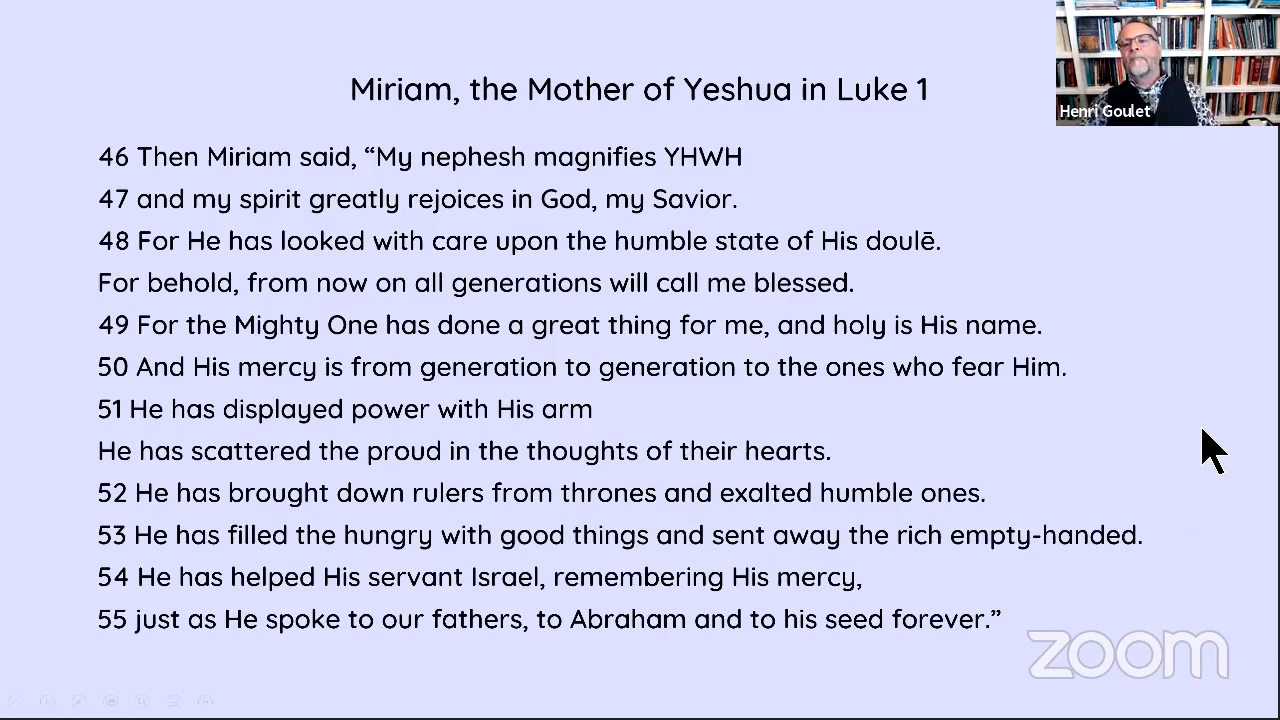 Henri Goulet
Miriam, the Mother of Yeshua in Luke 1
46 Then Miriam said, “My nephesh magnifies YHWH
47 and my spirit greatly rejoices in God, my Savior.
48 For He has looked with care upon the humble state of His doulē.
For behold, from now on all generations will call me blessed.
49 For the Mighty One has done a great thing for me, and holy is His name.
50 And His mercy is from generation to generation to the ones who fear Him.
51 He has displayed power with His arm
He has scattered the proud in the thoughts of their hearts.
52 He has brought down rulers from thrones and exalted humble ones.
53 He has filled the hungry with good things and sent away the rich empty-handed.
54 He has helped His servant Israel, remembering His mercy,
55 just as He spoke to our fathers, to Abraham and to his seed forever.”
zoom